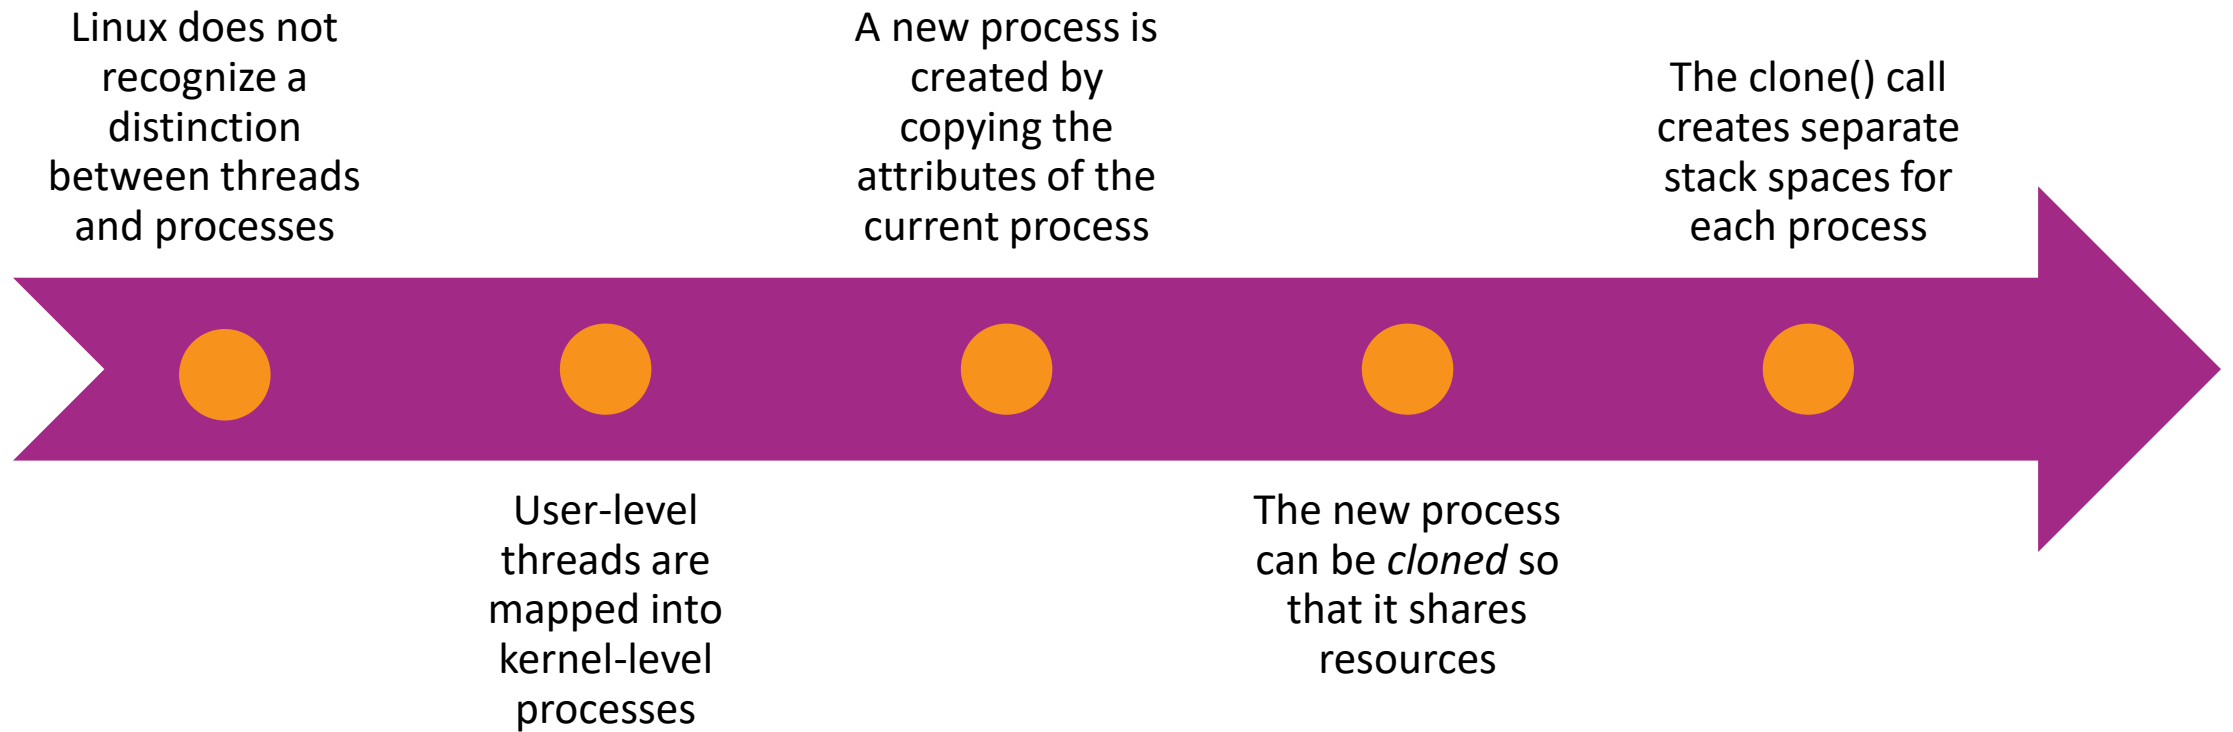 Linux does not
recognize a
distinction
between threads
and processes
User-level
threads are
mapped into
kernel-level
processes
A new process is
created by
copying the
attributes of the
current process
The new process
can be cloned so
that it shares
resources
The clone() call
creates separate
stack spaces for
each process